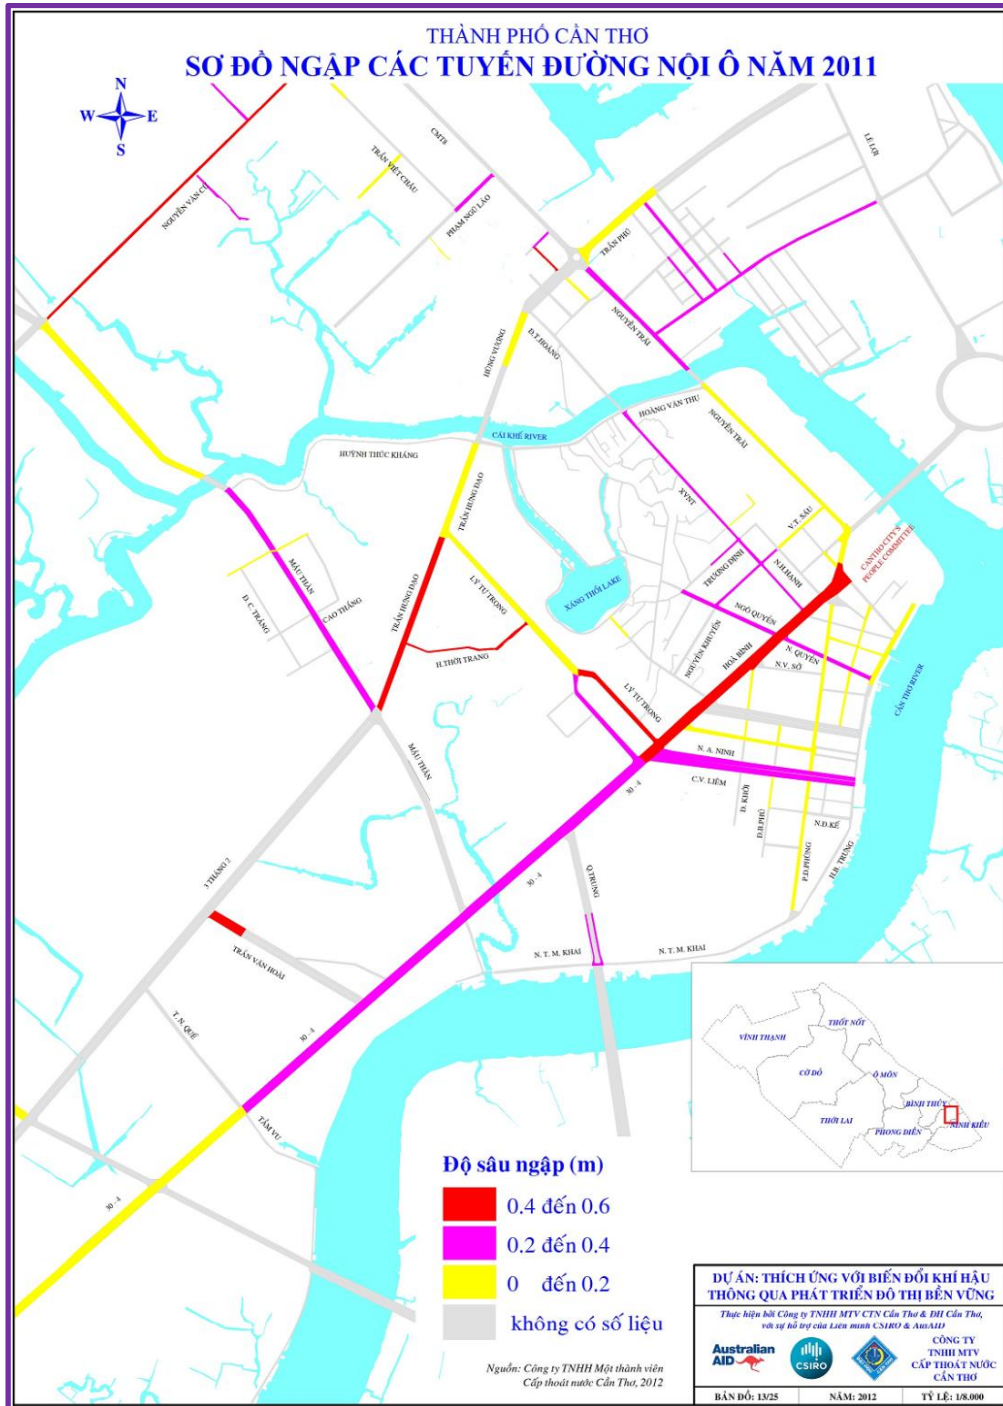 THÀNH PHỐ CẦN THƠ
SƠ ĐỒ NGẬP CÁC TUYẾN ĐƯỜNG NỘI Ô NĂM 2011
N
W E
S
CMT8
LÊ LỢI
TRẦN VIỆT CHÂU
NGUYỄN VĂN CỪ
PHẠM NGŨ LÃO
TRẦN PHÚ
NGUYỄN TRÃI
HÙNG VƯƠNG
Đ.T.HOÀNG
HOÀNG VĂN THỤ
NGUYỄN TRÃI
CÁI KHẾ RIVER
HUỲNH THÚC KHÁNG
TRẦN HƯNG ĐẠO
XVNT
V.T. SÁU
CANTHO CITY'S
PEOPLE COMMITTEE
TRƯƠNG ĐỊNH
N.H.HẠNH
XÁNG THỔI LAKE
LÝ TỰ TRỌNG
MẬU THÂN
Đ. C. TRÁNG
CAO THẮNG
TRẦN HƯNG ĐẠO
NGÔ QUYỀN
N. QUYỀN
H.THỜI TRANG
NGUYỄN KHUYẾN
HOÀ BÌNH
N.V. SỞ
CẦN THƠ RIVER
LÝ TỰ TRỌNG
MẬU THÂN
N. A. NINH
C.V. LIÊM
30 - 4
Đ. KHỞI
Đ.B.PHỦ
N.Đ.KẾ
P.Đ.PHÙNG
H.B. TRƯNG
3 THÁNG 2
30 - 4
Q.TRUNG
TRẦN VĂN HOÀI
N. T. M. KHAI
N. T. M. KHAI
T. N. QUẾ
30 - 4
TẦM VU
30 - 4
THỐT NỐT
VĨNH THẠNH
CỜ ĐỎ
Ô MÔN
BÌNH THỦY
THỚI LAI
PHONG ĐIỀN
NINH KIỀU
Độ sâu ngập (m)
0.4 đến 0.6
0.2 đến 0.4
0 đến 0.2
không có số liệu
Nguồn: Công ty TNHH Một thành viên
Cấp thoát nước Cần Thơ, 2012
DỰ ÁN: THÍCH ỨNG VỚI BIẾN ĐỔI KHÍ HẬU
THÔNG QUA PHÁT TRIỂN ĐÔ THỊ BỀN VỮNG
Thực hiện bởi Công ty TNHH MTV CTN Cần Thơ & ĐH Cần Thơ,
với sự hỗ trợ của Liên minh CSIRO & AusAID
Australian
AID
CSIRO
CÔNG TY
TNHH MTV
CẤP THOÁT NƯỚC
CẦN THƠ
BẢN ĐỒ: 13/25 NĂM: 2012 TỶ LỆ: 1/8.000